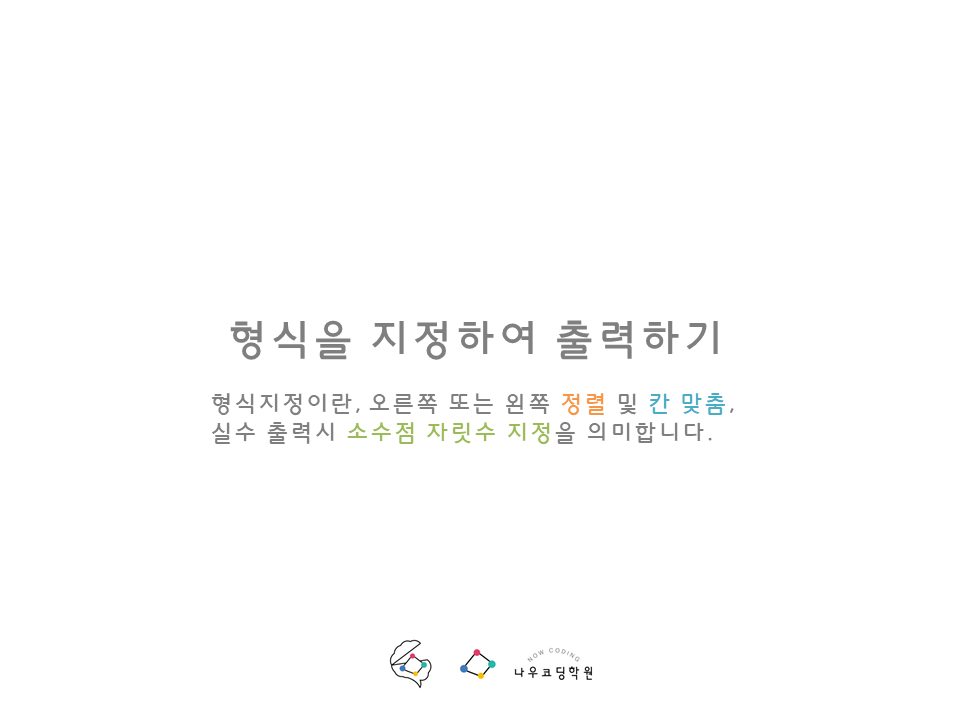 형식을 지정하여 출력하기
형식지정이란, 오른쪽 또는 왼쪽 정렬 및 칸 맞춤,
실수 출력시 소수점 자릿수 지정을 의미합니다.
NOW CODING
나우코딩학원